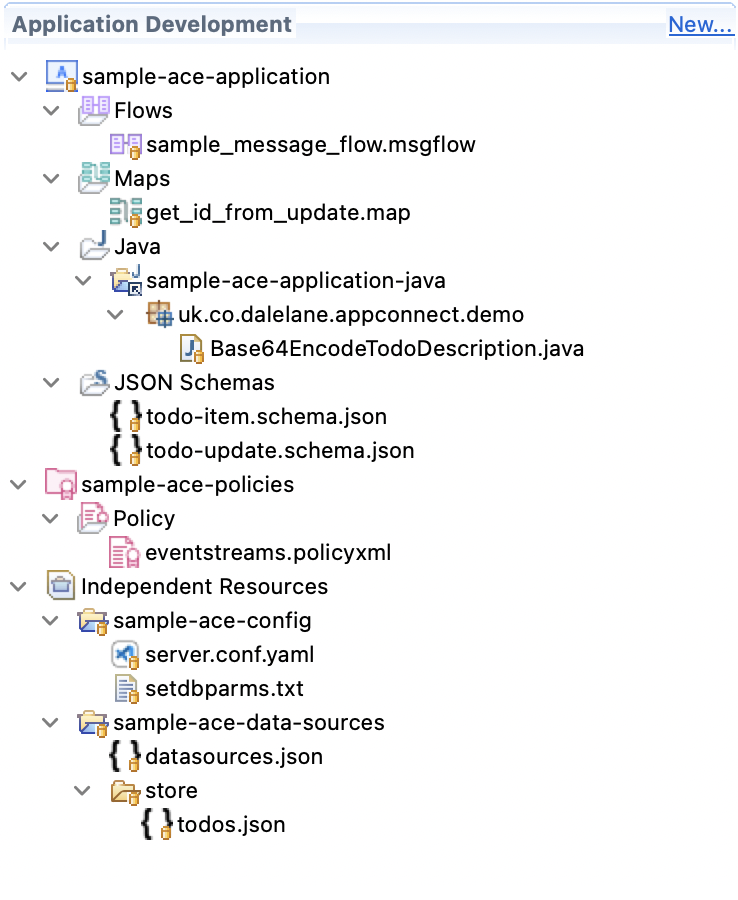 Application Development New...
sample-ace-application
Flows
sample_message_flow.msgflow
Maps
get_id_from_update.map
Java
sample-ace-application-java
uk.co.dalelane.appconnect.demo
Base64EncodeTodoDescription.java
JSON Schemas
todo-item.schema.json
todo-update.schema.json
sample-ace-policies
Policy
eventstreams.policyxml
Independent Resources
sample-ace-config
server.conf.yaml
setdbparms.txt
sample-ace-data-sources
datasources.json
store
todos.json